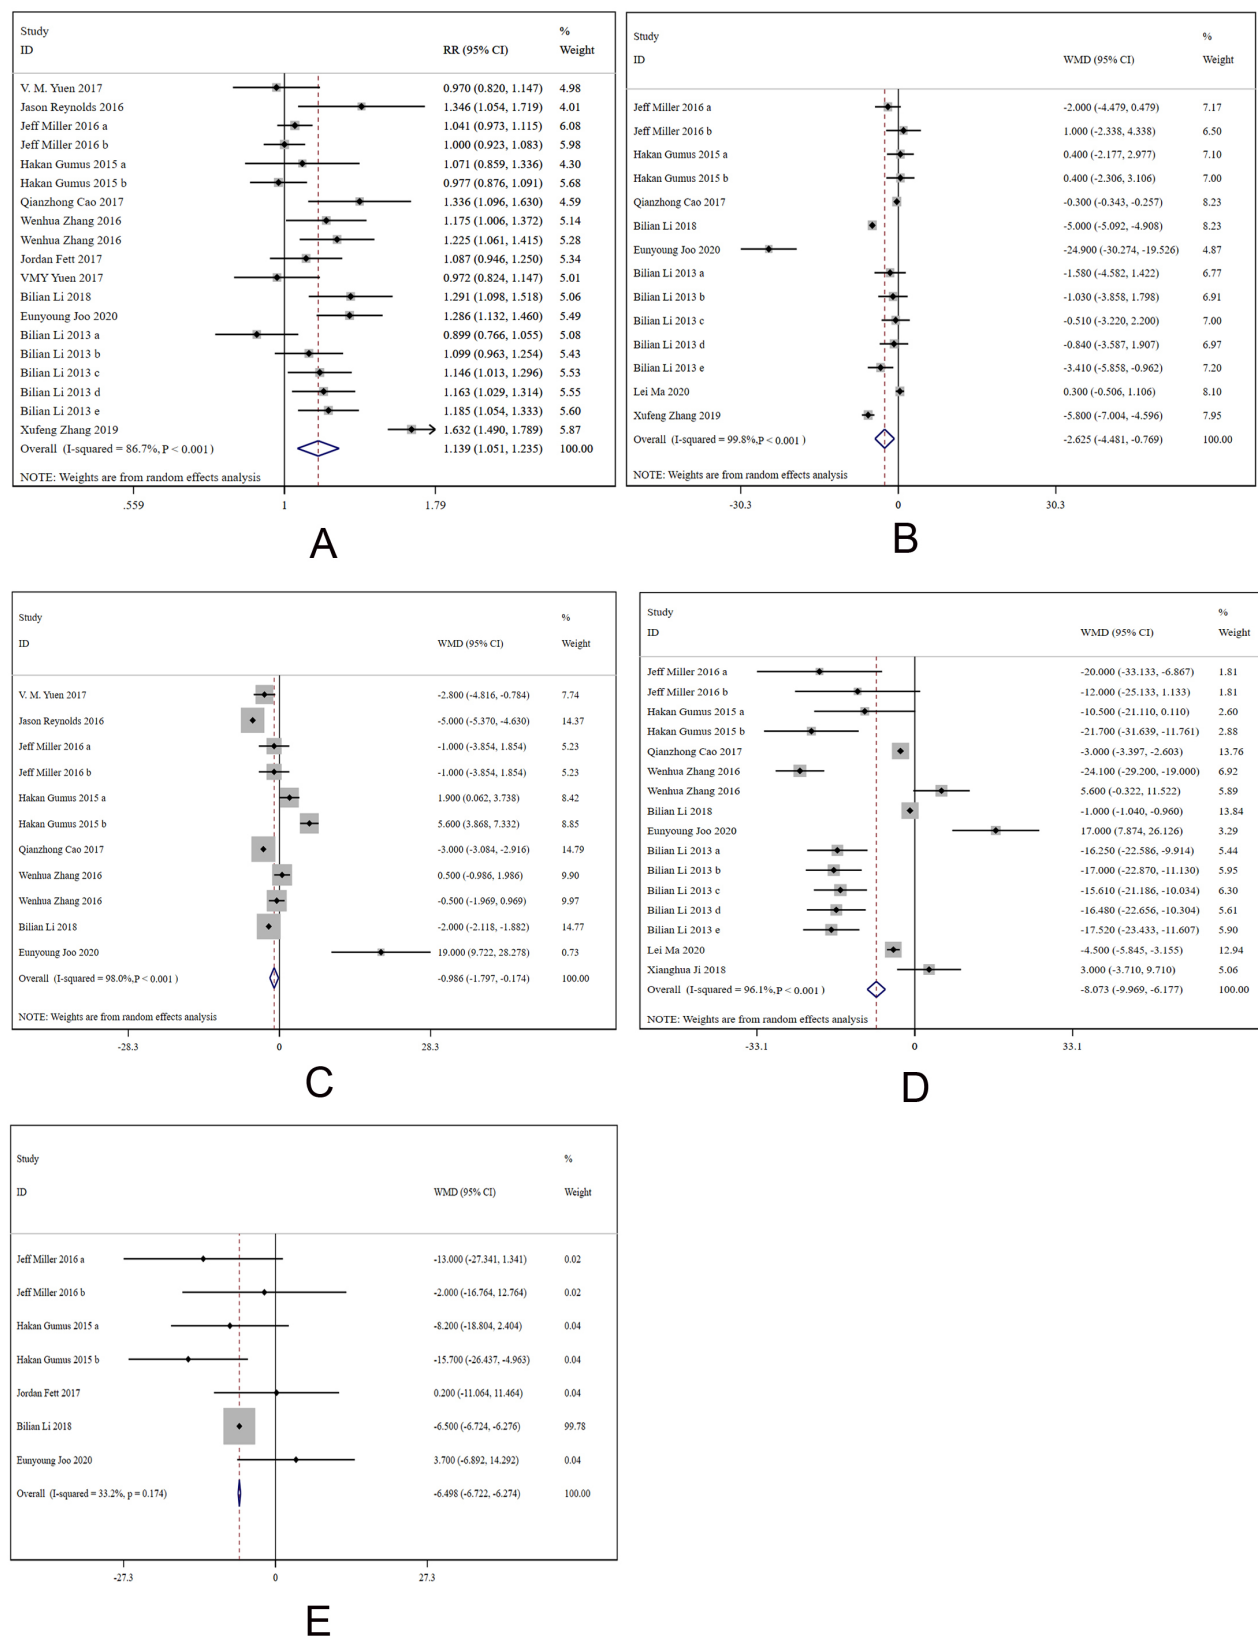 Study %
ID RR (95% CI) Weight
V. M. Yuen 2017 0.970 (0.820, 1.147) 4.98
Jason Reynolds 2016 1.346 (1.054, 1.719) 4.01
Jeff Miller 2016 a 1.041 (0.973, 1.115) 6.08
Jeff Miller 2016 b 1.000 (0.923, 1.083) 5.98
Hakan Gumus 2015 a 1.071 (0.859, 1.336) 4.30
Hakan Gumus 2015 b 0.977 (0.876, 1.091) 5.68
Qianzhong Cao 2017 1.336 (1.096, 1.630) 4.59
Wenhua Zhang 2016 1.175 (1.006, 1.372) 5.14
Wenhua Zhang 2016 1.225 (1.061, 1.415) 5.28
Jordan Fett 2017 1.087 (0.946, 1.250) 5.34
VMY Yuen 2017 0.972 (0.824, 1.147) 5.01
Bilian Li 2018 1.291 (1.098, 1.518) 5.06
Eunyoung Joo 2020 1.286 (1.132, 1.460) 5.49
Bilian Li 2013 a 0.899 (0.766, 1.055) 5.08
Bilian Li 2013 b 1.099 (0.963, 1.254) 5.43
Bilian Li 2013 c 1.146 (1.013, 1.296) 5.53
Bilian Li 2013 d 1.163 (1.029, 1.314) 5.55
Bilian Li 2013 e 1.185 (1.054, 1.333) 5.60
Xufeng Zhang 2019 1.632 (1.490, 1.789) 5.87
Overall (I-squared = 86.7%, P < 0.001) 1.139 (1.051, 1.235) 100.00
NOTE: Weights are from random effects analysis
.559 1 1.79
A
Study %
ID WMD (95% CI) Weight
Jeff Miller 2016 a -2.000 (-4.479, 0.479) 7.17
Jeff Miller 2016 b 1.000 (-2.338, 4.338) 6.50
Hakan Gumus 2015 a 0.400 (-2.177, 2.977) 7.10
Hakan Gumus 2015 b 0.400 (-2.306, 3.106) 7.00
Qianzhong Cao 2017 -0.300 (-0.343, -0.257) 8.23
Bilian Li 2018 -5.000 (-5.092, -4.908) 8.23
Eunyoung Joo 2020 -24.900 (-30.274, -19.526) 4.87
Bilian Li 2013 a -1.580 (-4.582, 1.422) 6.77
Bilian Li 2013 b -1.030 (-3.858, 1.798) 6.91
Bilian Li 2013 c -0.510 (-3.220, 2.200) 7.00
Bilian Li 2013 d -0.840 (-3.587, 1.907) 6.97
Bilian Li 2013 e -3.410 (-5.858, -0.962) 7.20
Lei Ma 2020 0.300 (-0.506, 1.106) 8.10
Xufeng Zhang 2019 -5.800 (-7.004, -4.596) 7.95
Overall (I-squared = 99.8%,P < 0.001 ) -2.625 (-4.481, -0.769) 100.00
NOTE: Weights are from random effects analysis
-30.3 0 30.3
B
Study %
ID WMD (95% CI) Weight
V. M. Yuen 2017 -2.800 (-4.816, -0.784) 7.74
Jason Reynolds 2016 -5.000 (-5.370, -4.630) 14.37
Jeff Miller 2016 a -1.000 (-3.854, 1.854) 5.23
Jeff Miller 2016 b -1.000 (-3.854, 1.854) 5.23
Hakan Gumus 2015 a 1.900 (0.062, 3.738) 8.42
Hakan Gumus 2015 b 5.600 (3.868, 7.332) 8.85
Qianzhong Cao 2017 -3.000 (-3.084, -2.916) 14.79
Wenhua Zhang 2016 0.500 (-0.986, 1.986) 9.90
Wenhua Zhang 2016 -0.500 (-1.969, 0.969) 9.97
Bilian Li 2018 -2.000 (-2.118, -1.882) 14.77
Eunyoung Joo 2020 19.000 (9.722, 28.278) 0.73
Overall (I-squared = 98.0%,P < 0.001 ) -0.986 (-1.797, -0.174) 100.00
NOTE: Weights are from random effects analysis
-28.3 0 28.3
C
Study %
ID WMD (95% CI) Weight
Jeff Miller 2016 a -20.000 (-33.133, -6.867) 1.81
Jeff Miller 2016 b -12.000 (-25.133, 1.133) 1.81
Hakan Gumus 2015 a -10.500 (-21.110, 0.110) 2.60
Hakan Gumus 2015 b -21.700 (-31.639, -11.761) 2.88
Qianzhong Cao 2017 -3.000 (-3.397, -2.603) 13.76
Wenhua Zhang 2016 -24.100 (-29.200, -19.000) 6.92
Wenhua Zhang 2016 5.600 (-0.322, 11.522) 5.89
Bilian Li 2018 -1.000 (-1.040, -0.960) 13.84
Eunyoung Joo 2020 17.000 (7.874, 26.126) 3.29
Bilian Li 2013 a -16.250 (-22.586, -9.914) 5.44
Bilian Li 2013 b -17.000 (-22.870, -11.130) 5.95
Bilian Li 2013 c -15.610 (-21.186, -10.034) 6.30
Bilian Li 2013 d -16.480 (-22.656, -10.304) 5.61
Bilian Li 2013 e -17.520 (-23.433, -11.607) 5.90
Lei Ma 2020 -4.500 (-5.845, -3.155) 12.94
Xianghua Ji 2018 3.000 (-3.710, 9.710) 5.06
Overall (I-squared = 96.1%,P < 0.001 ) -8.073 (-9.969, -6.177) 100.00
NOTE: Weights are from random effects analysis
-33.1 0 33.1
D
Study %
ID WMD (95% CI) Weight
Jeff Miller 2016 a -13.000 (-27.341, 1.341) 0.02
Jeff Miller 2016 b -2.000 (-16.764, 12.764) 0.02
Hakan Gumus 2015 a -8.200 (-18.804, 2.404) 0.04
Hakan Gumus 2015 b -15.700 (-26.437, -4.963) 0.04
Jordan Fett 2017 0.200 (-11.064, 11.464) 0.04
Bilian Li 2018 -6.500 (-6.724, -6.276) 99.78
Eunyoung Joo 2020 3.700 (-6.892, 14.292) 0.04
Overall (I-squared = 33.2%, p = 0.174) -6.498 (-6.722, -6.274) 100.00
-27.3 0 27.3
E